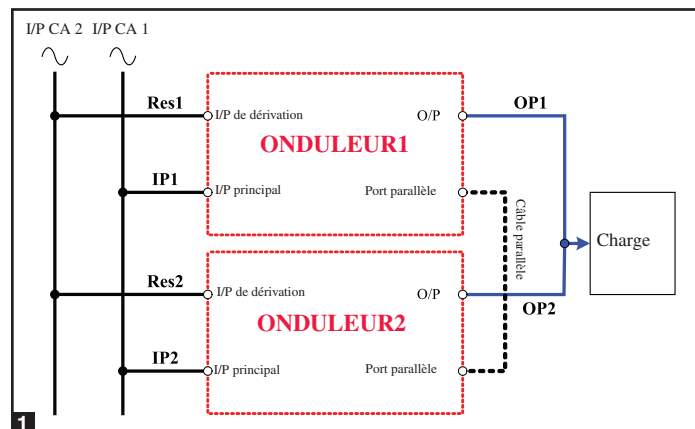 I/P CA 2
I/P CA 1
Res1
I/P de dérivation
O/P
OP1
ONDULEUR1
IP1
I/P principal
Port parallèle
Câble parallèle
Charge
Res2
I/P de dérivation
O/P
OP2
ONDULEUR2
IP2
I/P principal
Port parallèle
1